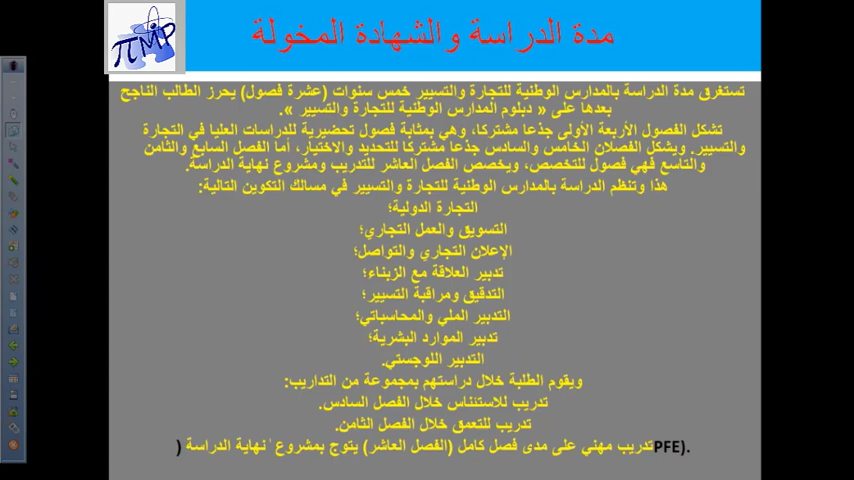 πMP
مدة الدراسة والشهادة المخولة
تستغرق مدة الدراسة بالمدارس الوطنية للتجارة والتسيير خمس سنوات (عشرة فصول) يحرز الطالب الناجح
بعدها على « دبلوم المدارس الوطنية للتجارة والتسيير ».
تشكل الفصول الأربعة الأولى جذعا مشتركا، وهي بمثابة فصول تحضيرية للدراسات العليا في التجارة
والتسيير. ويشكل الفصلان الخامس والسادس جذعا مشتركا للتحديد والاختيار، أما الفصل السابع والثامن
والتاسع فهي فصول للتخصص، ويخصص الفصل العاشر للتدريب ومشروع نهاية الدراسة.
هذا وتنظم الدراسة بالمدارس الوطنية للتجارة والتسيير في مسالك التكوين التالية:
التجارة الدولية؛
التسويق والعمل التجاري؛
الإعلان التجاري والتواصل؛
تدبير العلاقة مع الزبناء؛
التدقيق ومراقبة التسيير؛
التدبير الملي والمحاسباتي؛
تدبير الموارد البشرية؛
التدبير اللوجستي.
ويقوم الطلبة خلال دراستهم بمجموعة من التداريب:
تدريب للاستئناس خلال الفصل السادس.
تدريب للتعمق خلال الفصل الثامن.
PFE).تدريب مهني على مدى فصل كامل (الفصل العاشر) يتوج بمشروع نهاية الدراسة (